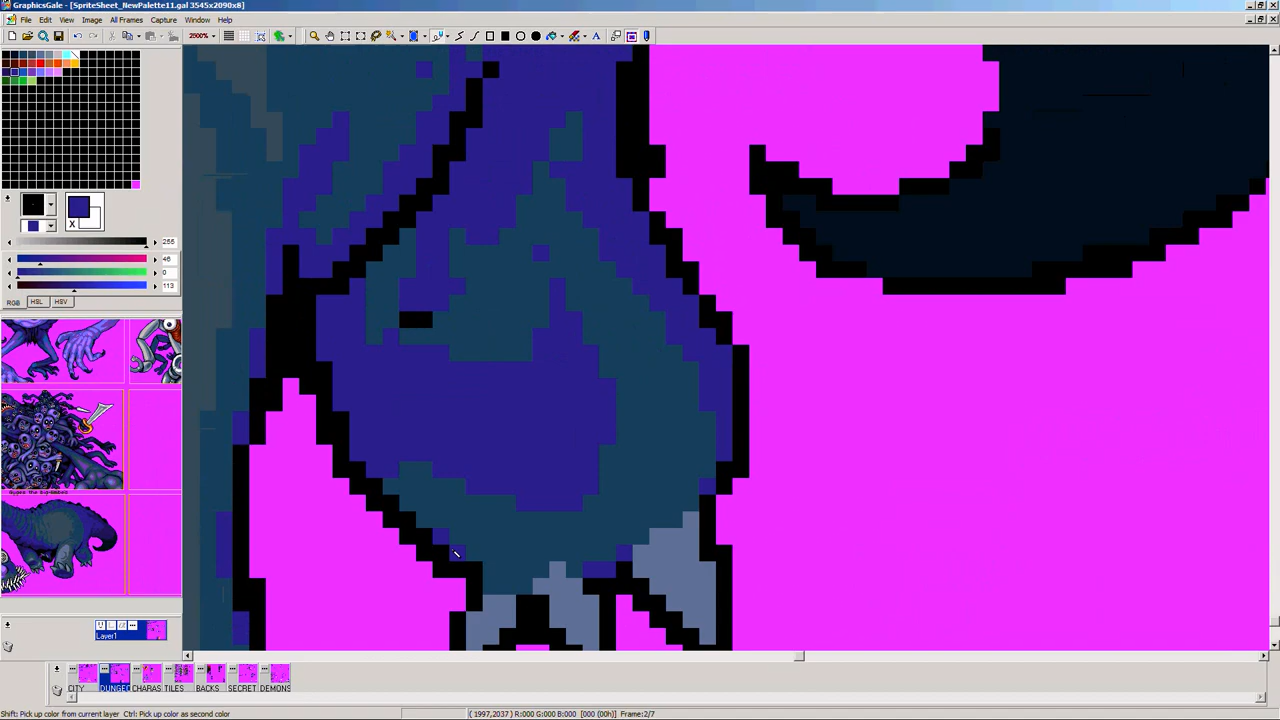 GraphicsGale - [SpriteSheet_NewPalette11.gal 3545x2090x8]
File Edit View Image All Frames Capture Window Help
2500%
255
46
0
113
RGB HSL HSV
X
Layer1
CITY DUNGEO CHARAS TILES BACKS SECRET DEMONS
Shift: Pick up color from current layer Ctrl: Pick up color as second color
( 1997,2037 ) R:000 G:000 B:000 [000 (00h)] Frame:2/7